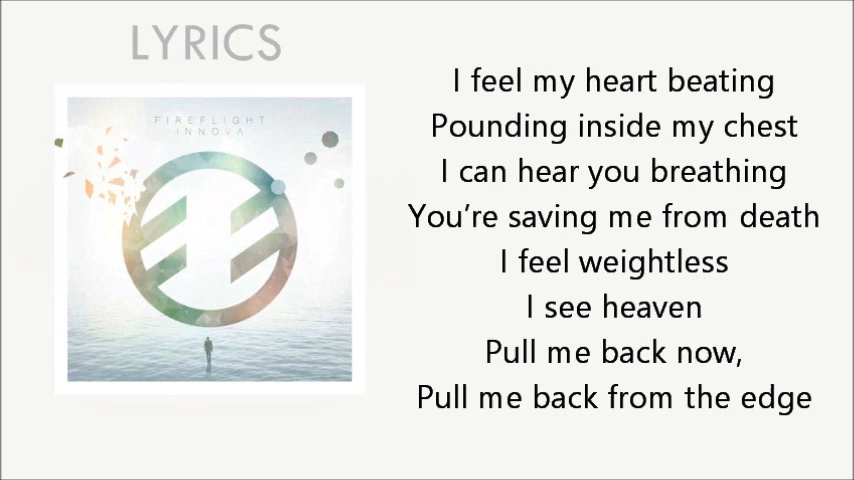 LYRICS
FIREFLIGHT
INNOVA
I feel my heart beating
Pounding inside my chest
I can hear you breathing
You’re saving me from death
I feel weightless
I see heaven
Pull me back now,
Pull me back from the edge